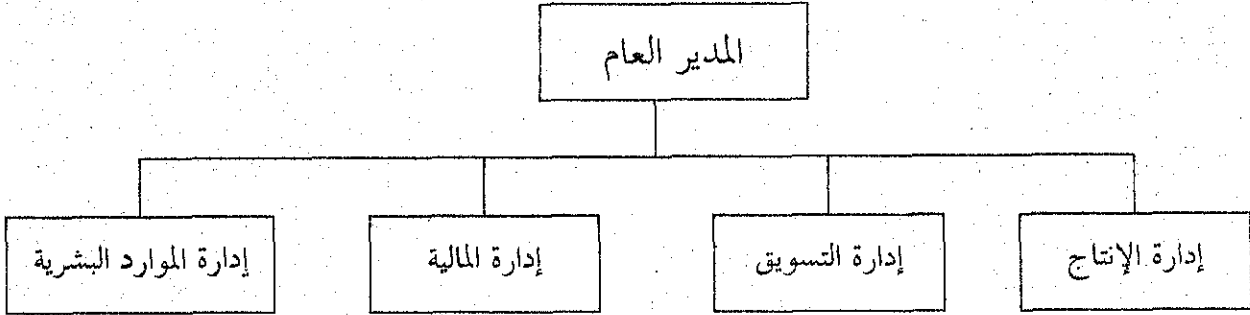 المدير العام
إدارة الإنتاج
إدارة التسويق
إدارة المالية
إدارة الموارد البشرية